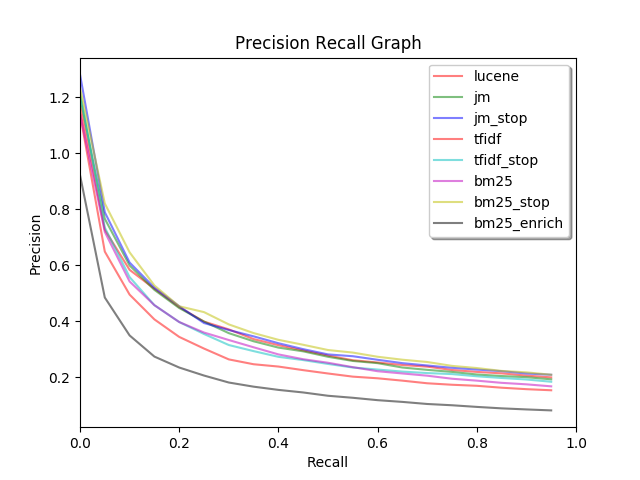 Precision Recall Graph
Precision
1.2
1.0
0.8
0.6
0.4
0.2
lucene
jm
jm_stop
tfidf
tfidf_stop
bm25
bm25_stop
bm25_enrich
0.0
0.2
0.4
0.6
0.8
1.0
Recall